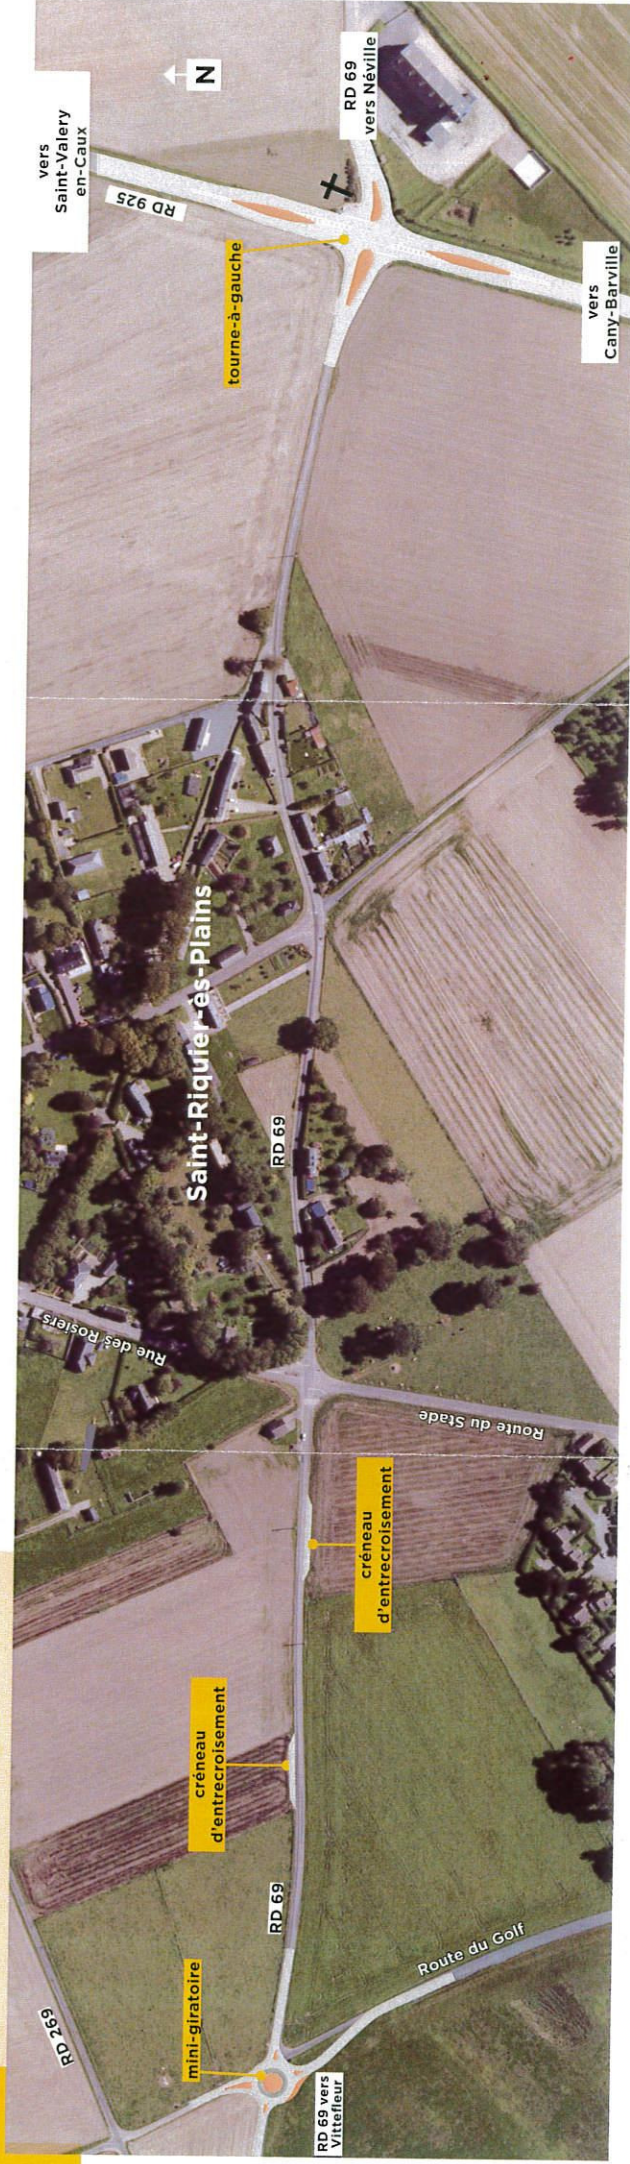 vers
Saint-Valery
en-Caux
RD 925
N
RD 69
vers Néville
tourne-à-gauche
vers
Cany-Barville
Saint-Riquier-ès-Plains
RD 69
Rue des Rosiers
Route du Stade
créneau
d'entrecroisement
créneau
d'entrecroisement
RD 69
Route du Golf
RD 269
mini-giratoire
RD 69 vers
Vittefleur